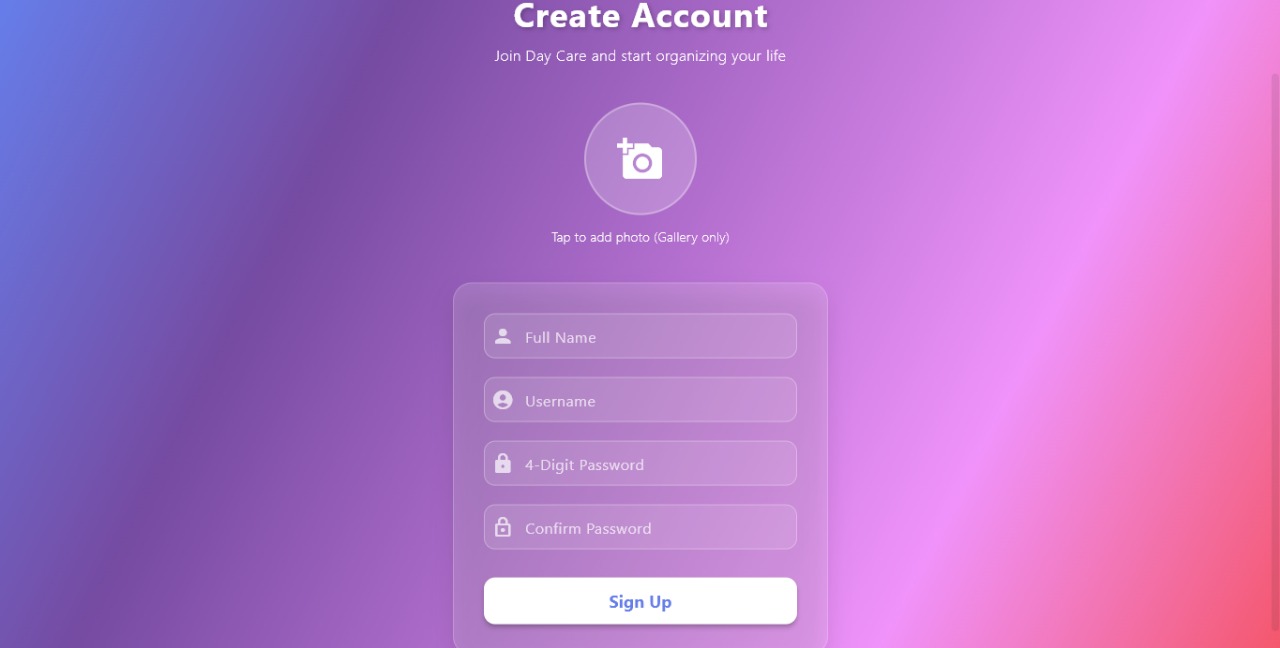 Create Account
Join Day Care and start organizing your life
Tap to add photo (Gallery only)
Full Name
Username
4-Digit Password
Confirm Password
Sign Up